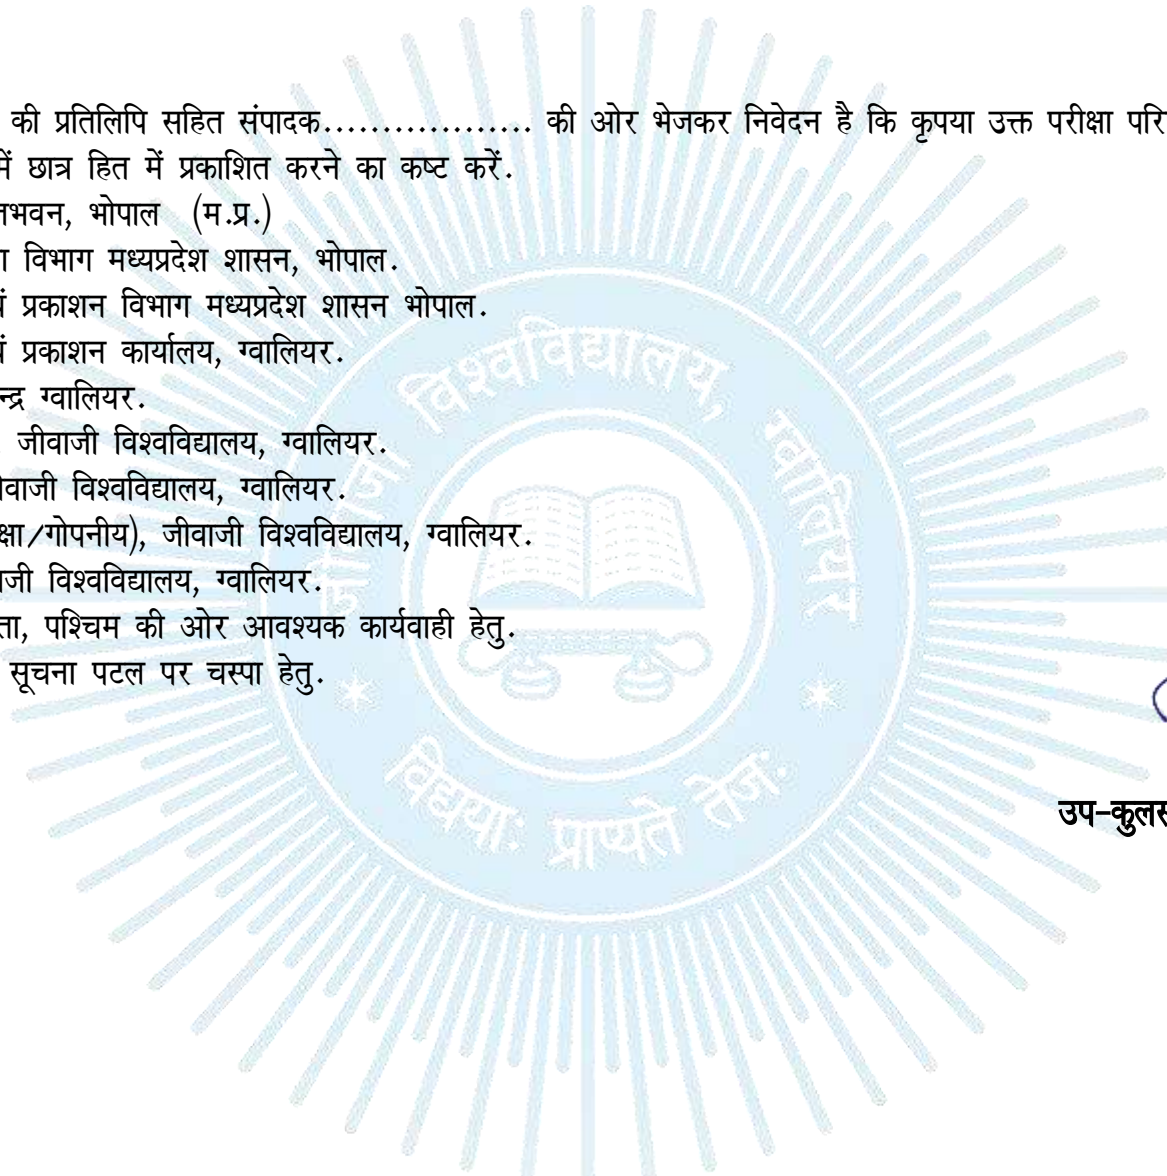 की प्रतिलिपि सहित संपादक.................. की ओर भेजकर निवेदन है कि कृपया उक्त परीक्षा परि
में छात्र हित में प्रकाशित करने का कष्ट करें.
भवन, भोपाल (म.प्र.)
विभाग मध्यप्रदेश शासन, भोपाल.
प्रकाशन विभाग मध्यप्रदेश शासन भोपाल.
प्रकाशन कार्यालय, ग्वालियर.
न्द्र ग्वालियर.
जीवाजी विश्वविद्यालय, ग्वालियर.
वाजी विश्वविद्यालय, ग्वालियर.
क्षा/गोपनीय), जीवाजी विश्वविद्यालय, ग्वालियर.
जी विश्वविद्यालय, ग्वालियर.
ता, पश्चिम की ओर आवश्यक कार्यवाही हेतु.
सूचना पटल पर चस्पा हेतु.
उप-कुल
जीवाजी विश्वविद्यालय, ग्वालियर
विद्यया: प्राप्यते तेज: